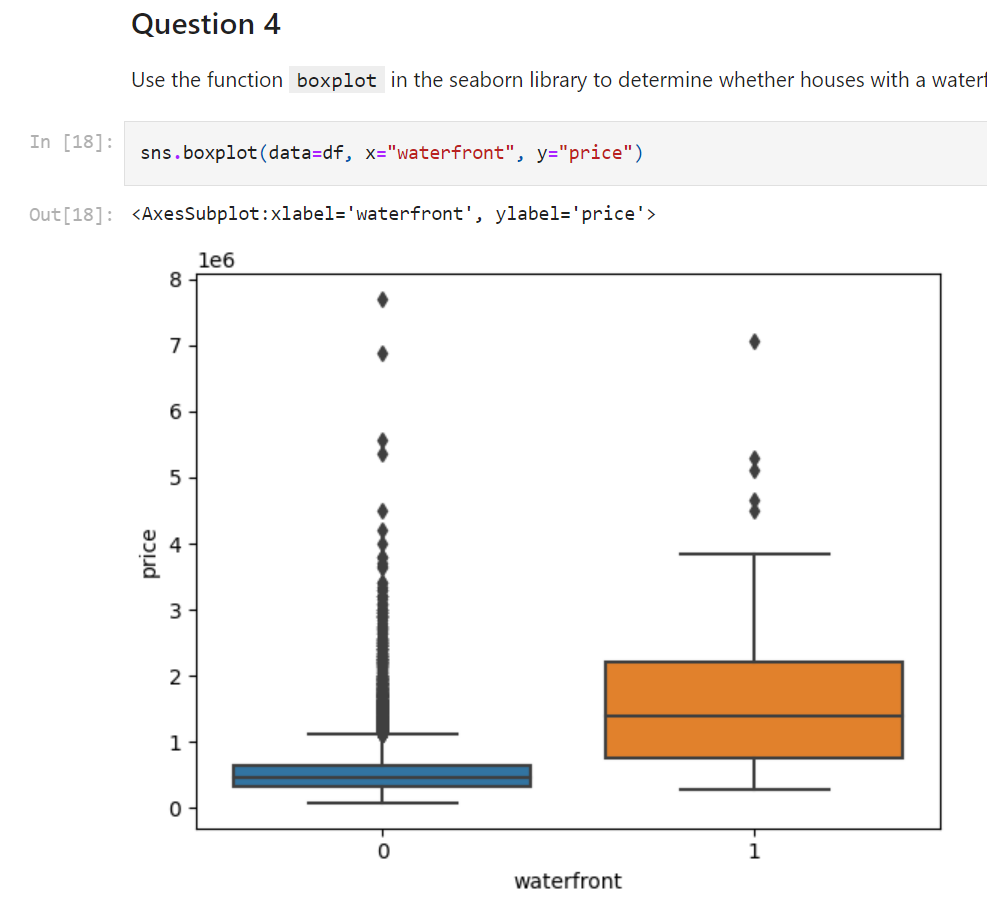 Question 4
Use the function boxplot in the seaborn library to determine whether houses with a
In [18]: sns.boxplot(data=df, x="waterfront", y="price")
Out[18]: <AxesSubplot:xlabel='waterfront', ylabel='price'>
1e6
8
7
6
5
4
3
2
1
0
price
0 1
waterfront